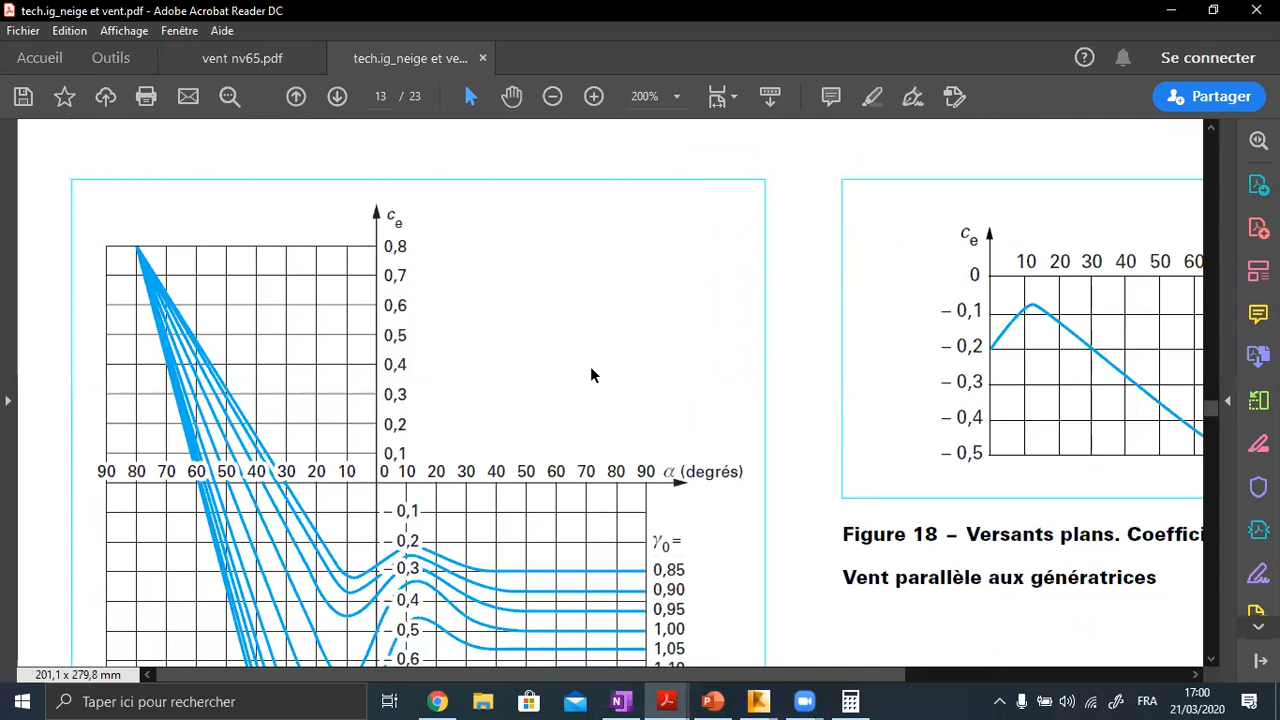 tech.ig_neige et vent.pdf - Adobe Acrobat Reader DC
Fichier Edition Affichage Fenêtre Aide
Accueil Outils vent nv65.pdf tech.ig_neige et ve... × Se connecter
13 / 23 200% Partager
c e
0,8
0,7
0,6
0,5
0,4
0,3
0,2
0,1
90 80 70 60 50 40 30 20 10 0 10 20 30 40 50 60 70 80 90 α (degrés)
– 0,1
– 0,2
– 0,3
– 0,4
– 0,5
– 0,6
γ0 =
0,85
0,90
0,95
1,00
1,05
1,10
c e
10 20 30 40 50 60
0
– 0,1
– 0,2
– 0,3
– 0,4
– 0,5
Figure 18 – Versants plans. Coeffici
Vent parallèle aux génératrices
201,1 x 279,8 mm
Taper ici pour rechercher
FRA
17:00
21/03/2020